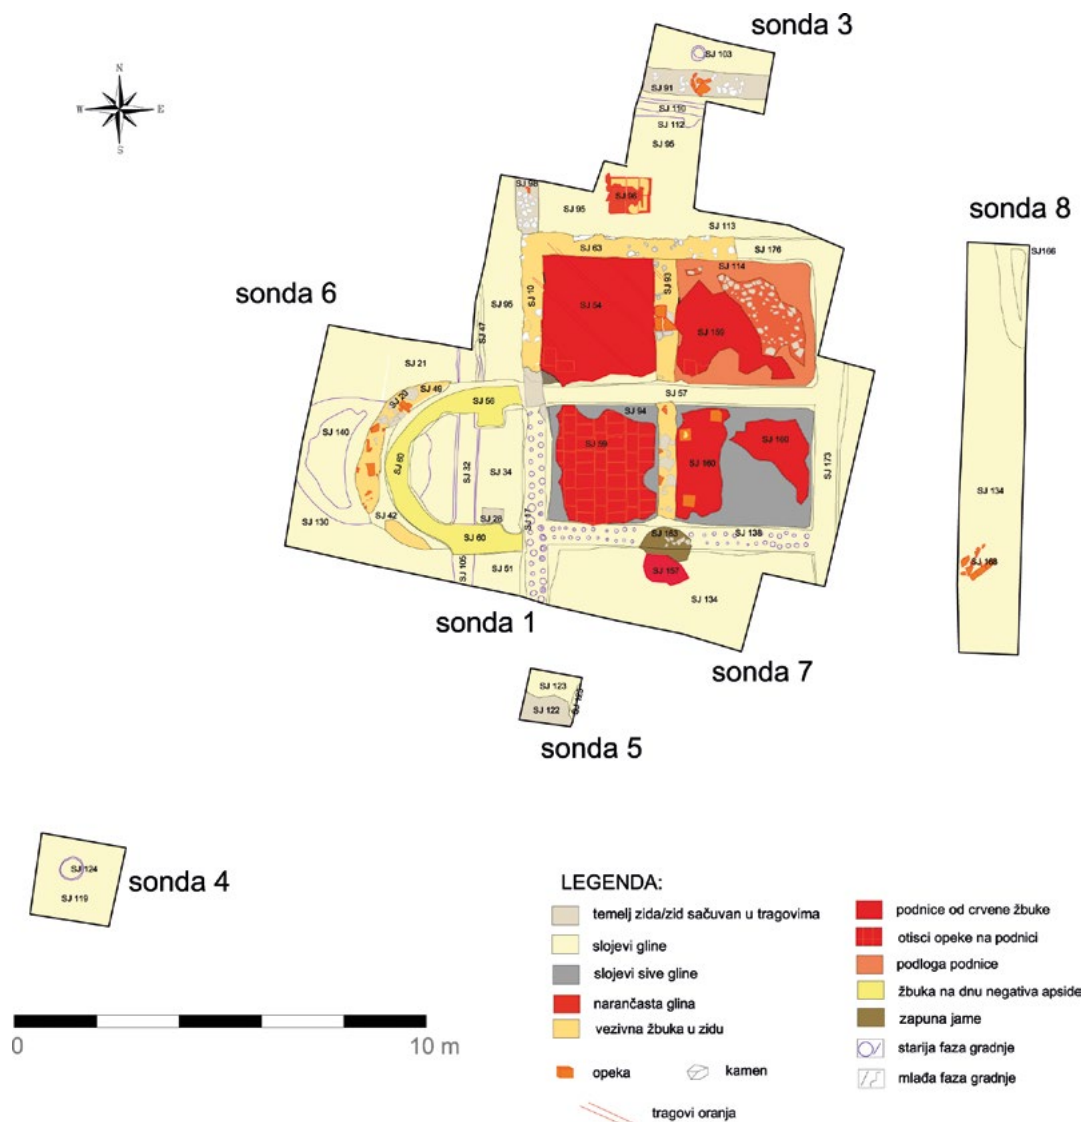 sonda 3
SJ 103
N
W E
S
SJ 91
SJ 110
SJ 112
SJ 95
sonda 8
SJ 98
SJ 66
SJ 95
SJ 113
SJ 63
SJ 176
SJ166
SJ 114
SJ 93
sonda 6
SJ 10
SJ 95
SJ 54
SJ 47
SJ 21
SJ 49
SJ 20
SJ 56
SJ 57
SJ 94
SJ 140
SJ 60
SJ 32
SJ 34
SJ 59
SJ 160
SJ 160
SJ 173
SJ 134
SJ 130
SJ 42
SJ 28
SJ 17
SJ 60
SJ 163
SJ 138
SJ 105
SJ 51
SJ 157
SJ 168
SJ 134
sonda 1
sonda 7
SJ 123
SJ 122
sonda 5
SJ 124
SJ 119
sonda 4
0
10 m
LEGENDA:
temelj zida/zid sačuvan u tragovima
slojevi gline
slojevi sive gline
narančasta glina
vezivna žbuka u zidu
opeka
kamen
tragovi oranja
podnice od crvene žbuke
otisci opeke na podnici
podloga podnice
žbuka na dnu negativa apside
zapuna jame
starija faza gradnje
mlađa faza gradnje